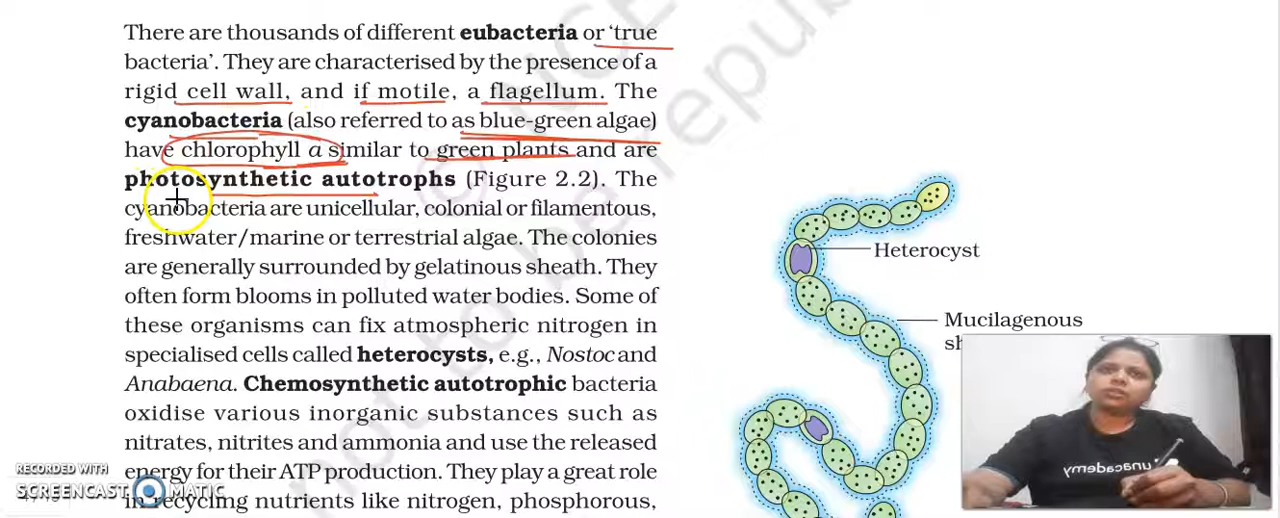 There are thousands of different eubacteria or ‘true
bacteria’. They are characterised by the presence of a
rigid cell wall, and if motile, a flagellum. The
cyanobacteria (also referred to as blue-green algae)
have chlorophyll a similar to green plants and are
photosynthetic autotrophs (Figure 2.2). The
cyanobacteria are unicellular, colonial or filamentous,
freshwater/marine or terrestrial algae. The colonies
are generally surrounded by gelatinous sheath. They
often form blooms in polluted water bodies. Some of
these organisms can fix atmospheric nitrogen in
specialised cells called heterocysts, e.g., Nostoc and
Anabaena. Chemosynthetic autotrophic bacteria
oxidise various inorganic substances such as
nitrates, nitrites and ammonia and use the released
energy for their ATP production. They play a great role
in recycling nutrients like nitrogen, phosphorous,
Heterocyst
Mucilagenous
unacademy
RECORDED WITH
SCREENCAST MATIC